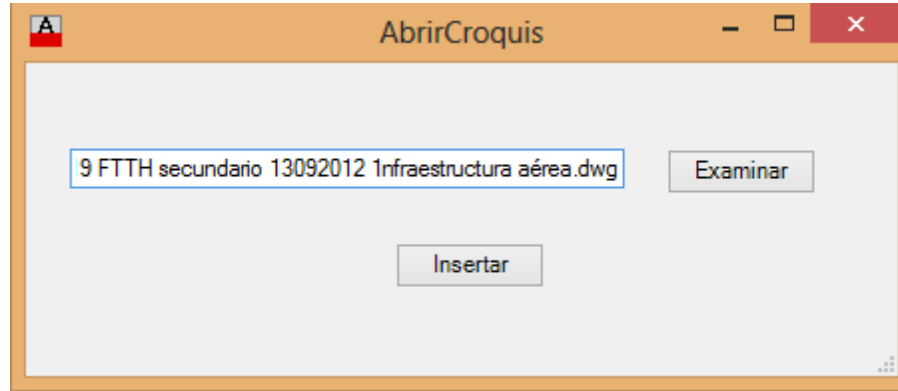 A
AbrirCroquis
9 FTTH secundario 13092012 1nfraestructura aérea.dwg
Examinar
Insertar